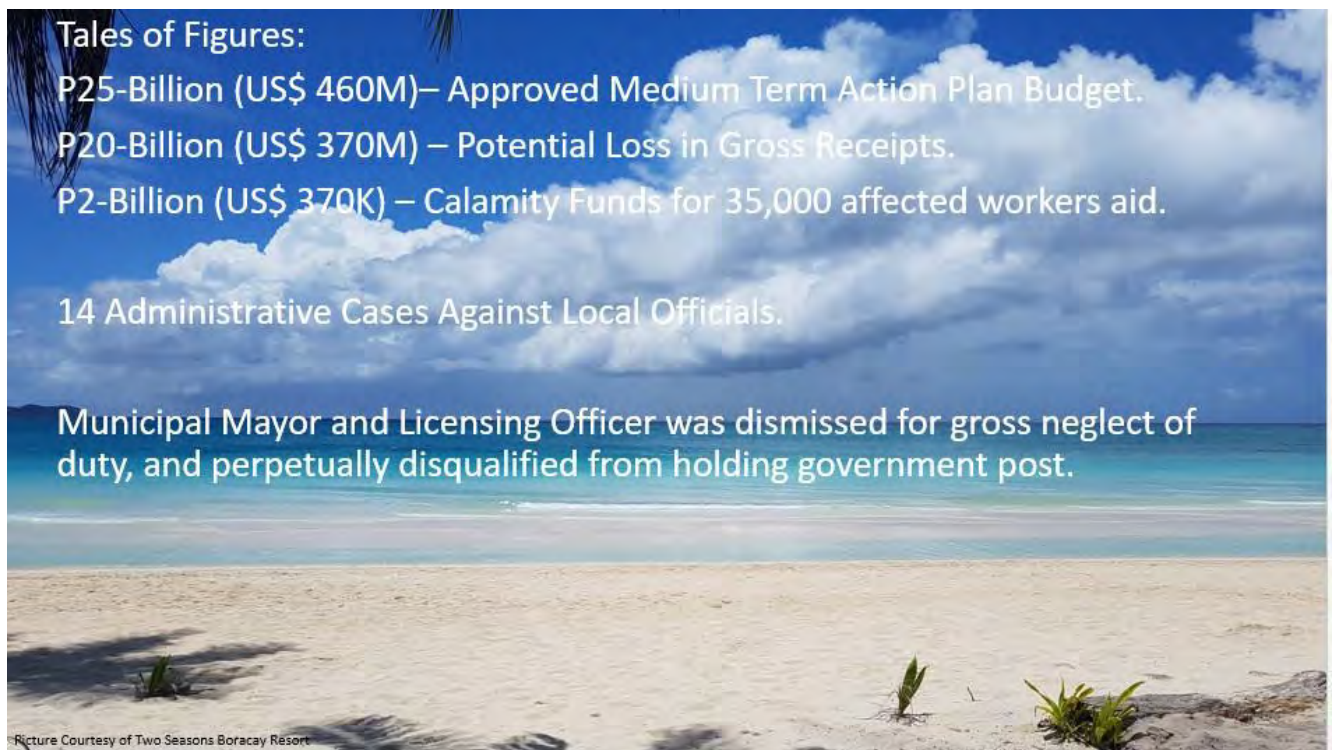 Tales of Figures:
P25-Billion (US$ 460M)– Approved Medium Term Action Plan Budget.
P20-Billion (US$ 370M) – Potential Loss in Gross Receipts.
P2-Billion (US$ 370K) – Calamity Funds for 35,000 affected workers aid.
14 Administrative Cases Against Local Officials.
Municipal Mayor and Licensing Officer was dismissed for gross neglect of
duty, and perpetually disqualified from holding government post.
Picture Courtesy of Two Seasons Boracay Resort